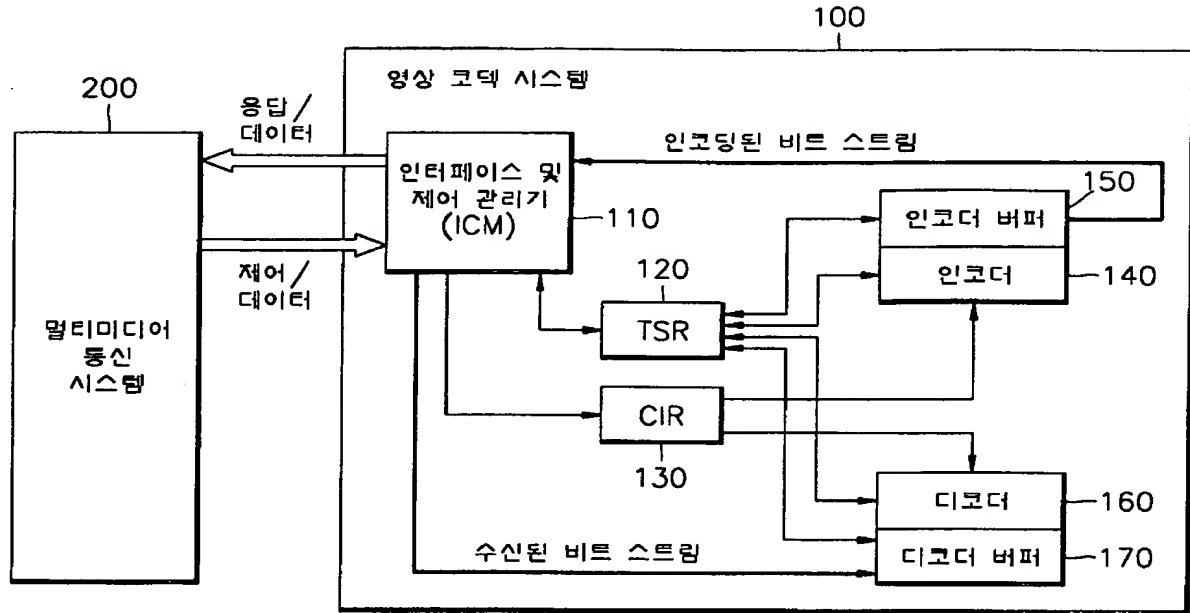 100
영상 코덱 시스템
200
응답/
데이터
인코딩된 비트 스트림
인터페이스 및
제어 관리기
(ICM)
110
150
인코더 버퍼
인코더
140
제어/
데이터
120
TSR
멀티미디어
통신
시스템
CIR
130
디코더
160
수신된 비트 스트림
디코더 버퍼
170